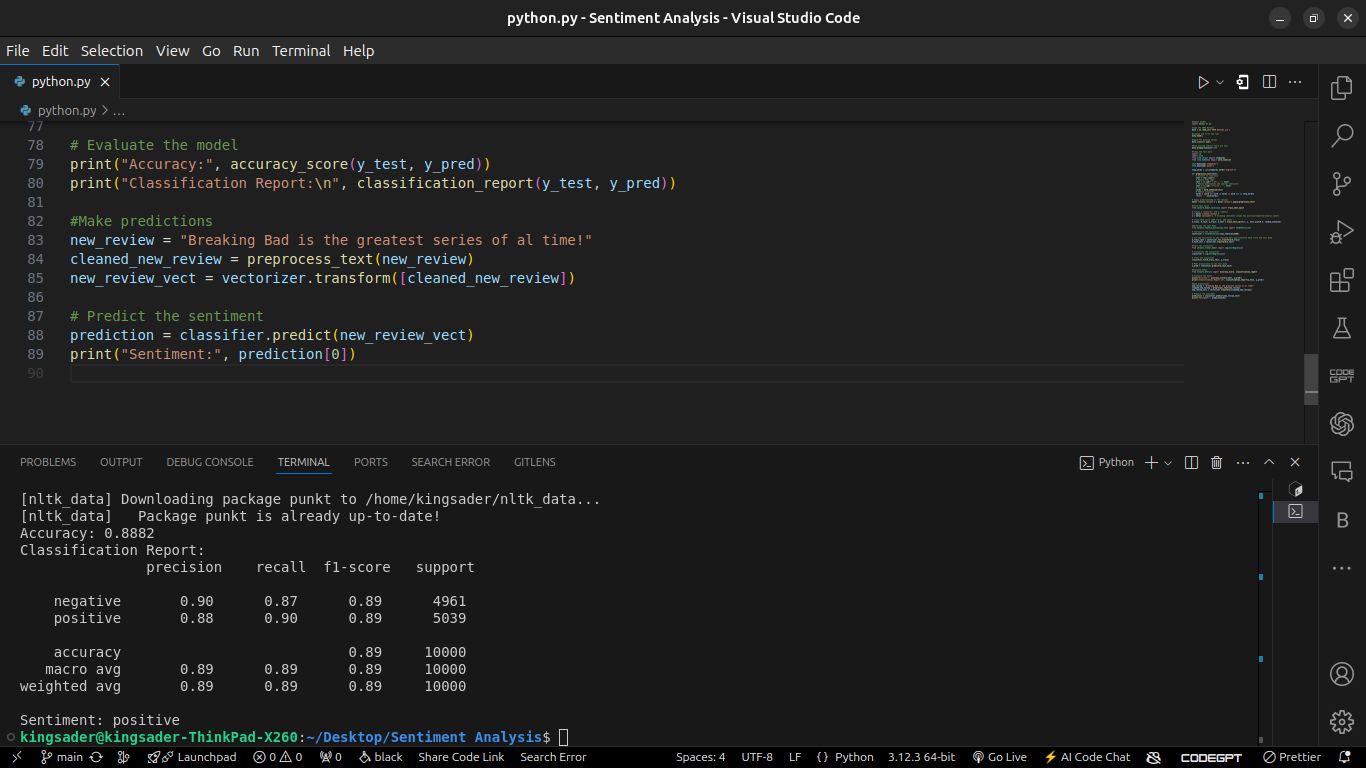 python.py - Sentiment Analysis - Visual Studio Code
File Edit Selection View Go Run Terminal Help
python.py
python.py > ...
77
78 # Evaluate the model
79 print("Accuracy:", accuracy_score(y_test, y_pred))
80 print("Classification Report:\n", classification_report(y_test, y_pred))
81
82 #Make predictions
83 new_review = "Breaking Bad is the greatest series of al time!"
84 cleaned_new_review = preprocess_text(new_review)
85 new_review_vect = vectorizer.transform([cleaned_new_review])
86
87 # Predict the sentiment
88 prediction = classifier.predict(new_review_vect)
89 print("Sentiment:", prediction[0])
90
PROBLEMS OUTPUT DEBUG CONSOLE TERMINAL PORTS SEARCH ERROR GITLENS
Python
[nltk_data] Downloading package punkt to /home/kingsader/nltk_data...
[nltk_data]   Package punkt is already up-to-date!
Accuracy: 0.8882
Classification Report:
precision recall f1-score support
negative 0.90 0.87 0.89 4961
positive 0.88 0.90 0.89 5039
accuracy 0.89 10000
macro avg 0.89 0.89 0.89 10000
weighted avg 0.89 0.89 0.89 10000
Sentiment: positive
kingsader@kingsader-ThinkPad-X260:~/Desktop/Sentiment Analysis$
CODE
GPT
B
main Launchpad 0 0 0 black Share Code Link Search Error Spaces: 4 UTF-8 LF {} Python 3.12.3 64-bit Go Live AI Code Chat CODEGPT Prettier